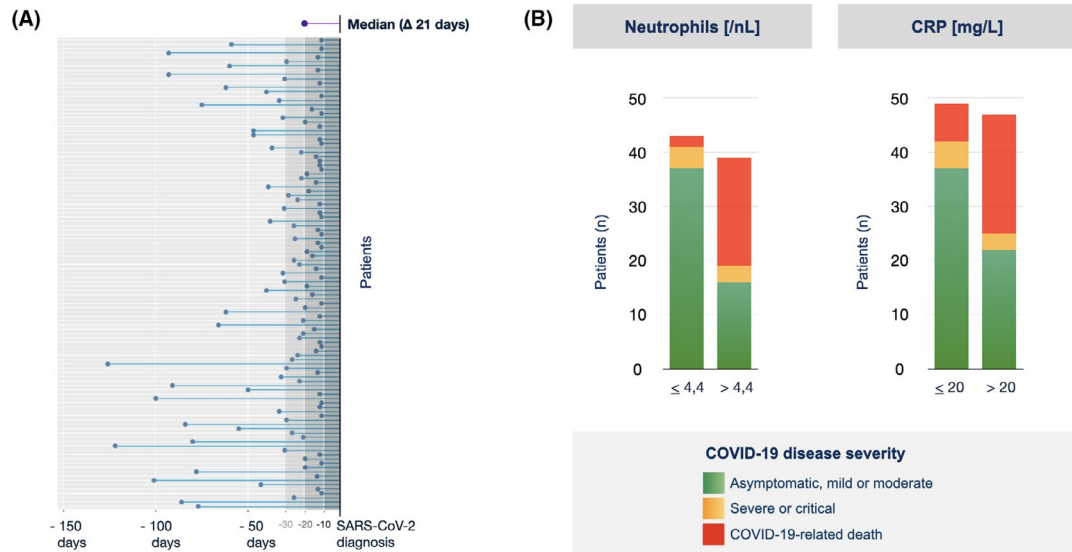 (A)
Median (Δ 21 days)
Patients
- 150
days
- 100
days
- 50
days
-30
-20
-10
SARS-CoV-2
diagnosis
(B)
Neutrophils [/nL]
CRP [mg/L]
Patients (n)
50
40
30
20
10
0
≤ 4,4
> 4,4
Patients (n)
50
40
30
20
10
0
≤ 20
> 20
COVID-19 disease severity
Asymptomatic, mild or moderate
Severe or critical
COVID-19-related death